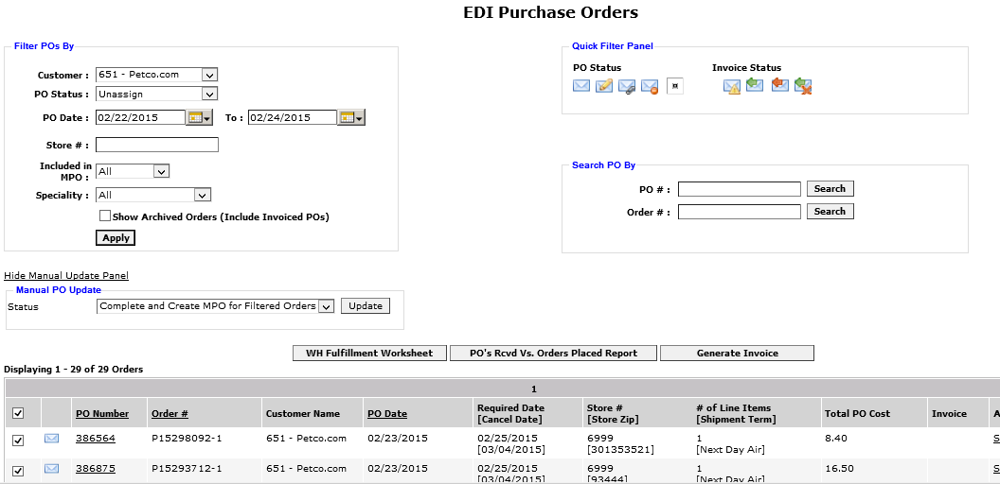 EDI Purchase Orders
Filter POs By
Customer : 651 - Petco.com
PO Status : Unassign
PO Date : 02/22/2015 To : 02/24/2015
Store # :
Included in MPO : All
Speciality : All
Show Archived Orders (Include Invoiced POs)
Apply
Quick Filter Panel
PO Status Invoice Status
Search PO By
PO # : Search
Order # : Search
Hide Manual Update Panel
Manual PO Update
Status Complete and Create MPO for Filtered Orders Update
WH Fulfillment Worksheet PO's Rcvd Vs. Orders Placed Report Generate Invoice
Displaying 1 - 29 of 29 Orders
1
PO Number Order # Customer Name PO Date Required Date [Cancel Date] Store # [Store Zip] # of Line Items [Shipment Term] Total PO Cost Invoice A
386564 P15298092-1 651 - Petco.com 02/23/2015 02/25/2015 [03/04/2015] 6999 [301353521] 1 [Next Day Air] 8.40 S
386875 P15293712-1 651 - Petco.com 02/23/2015 02/25/2015 [03/04/2015] 6999 [93444] 1 [Next Day Air] 16.50 S